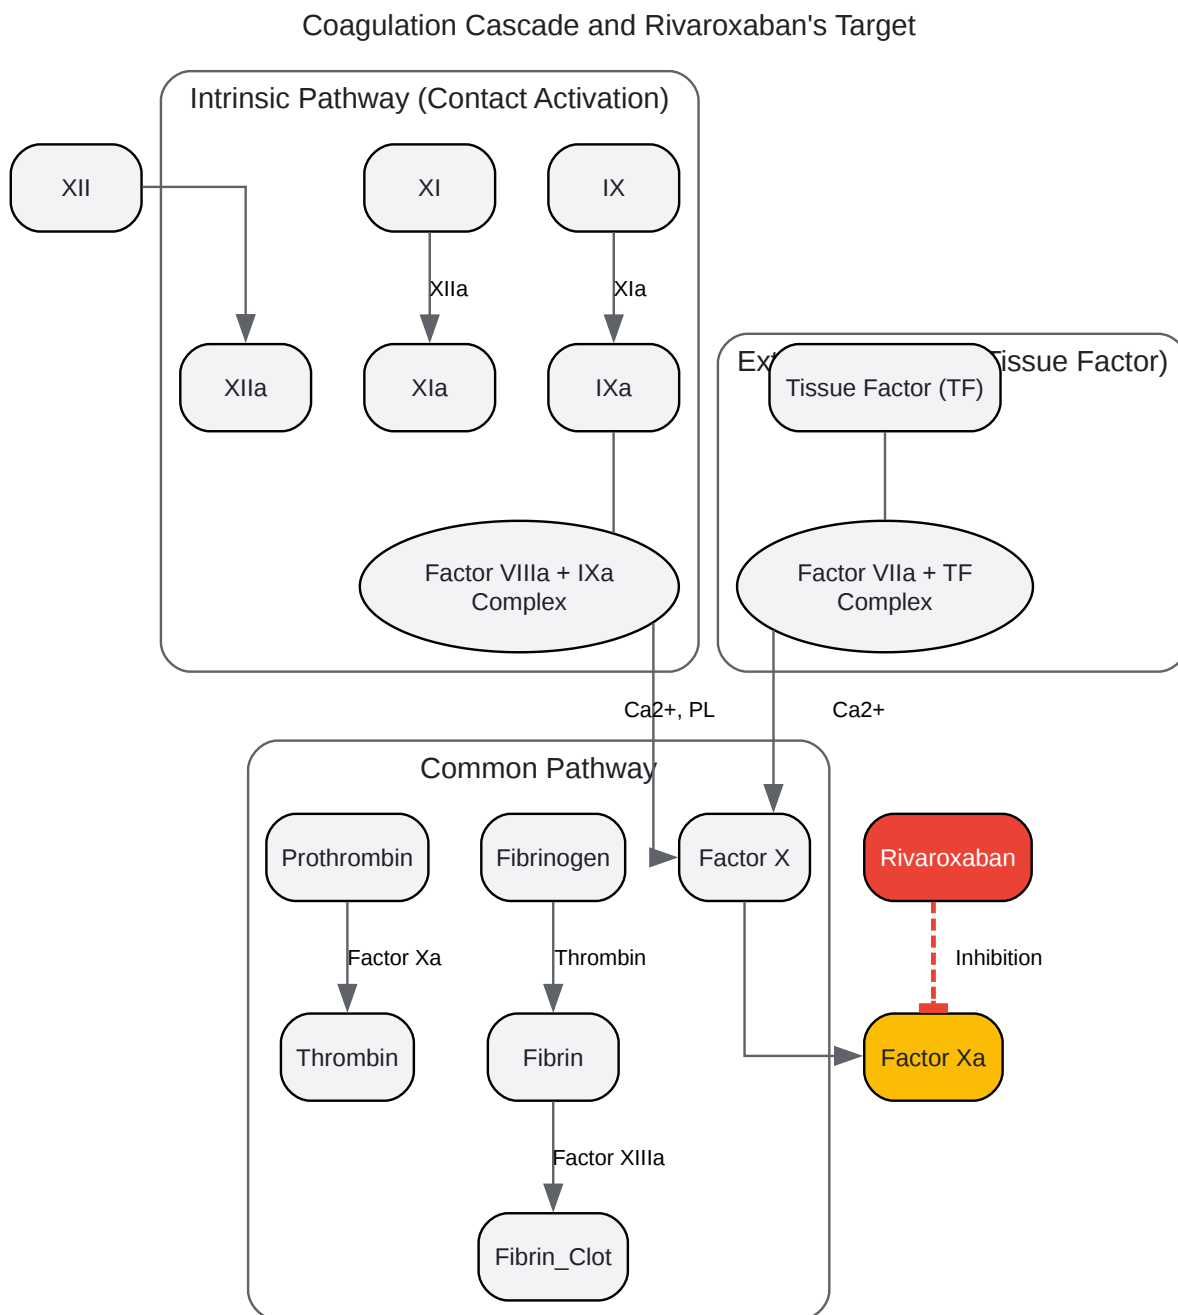 Coagulation Cascade and Rivaroxaban's Target
Intrinsic Pathway (Contact Activation)
XII
XI
IX
XIIa
XIa
XIIa
XIa
IXa
Tissue Factor)
Tissue Factor (TF)
Factor VIIIa + IXa
Complex
Factor VIIa + TF
Complex
Ca2+, PL
Ca2+
Common Pathway
Prothrombin
Fibrinogen
Factor X
Rivaroxaban
Factor Xa
Thrombin
Inhibition
Thrombin
Fibrin
Factor Xa
Factor XIIIa
Fibrin_Clot